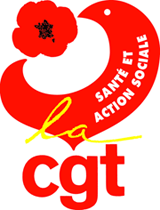 SANTÉ ET
ACTION SOCIALE
la
cgt